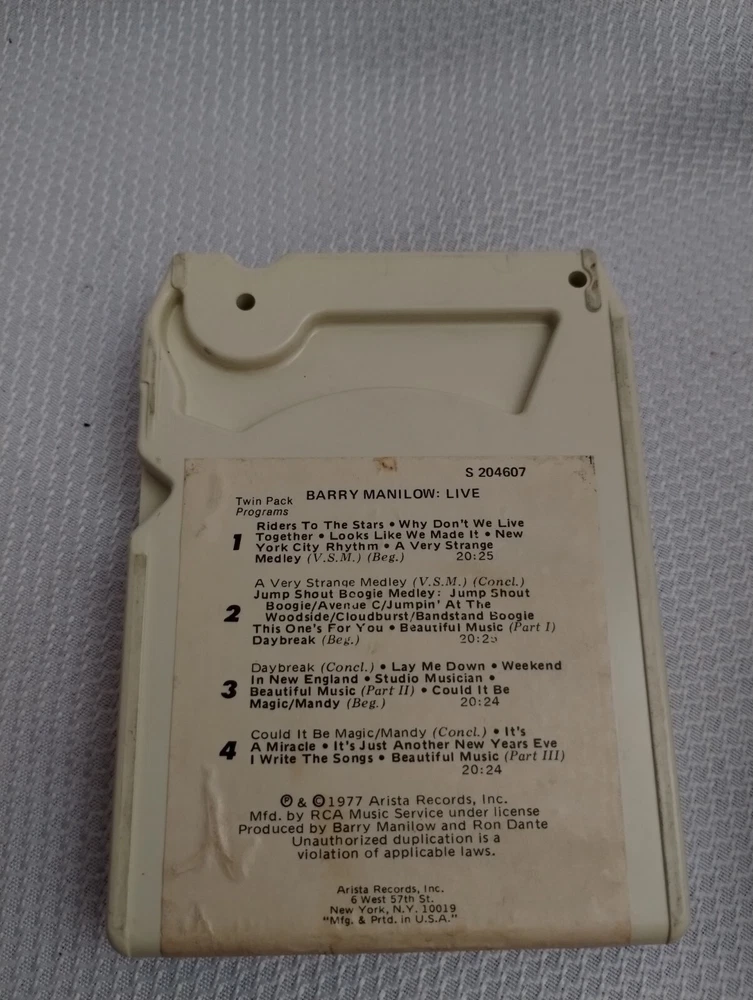 S 204607
BARRY MANILOW: LIVE
Twin Pack
Programs
1 Riders To The Stars • Why Don't We Live
Together • Looks Like We Made It • New
York City Rhythm • A Very Strange
Medley (V.S.M.) (Beg.) 20:25
2 A Very Strange Medley (V.S.M.) (Concl.)
Jump Shout Boogie Medley: Jump Shout
Boogie/Avenue C/Jumpin' At The
Woodside/Cloudburst/Bandstand Boogie
This One's For You • Beautiful Music (Part I)
Daybreak (Beg.) 20:25
3 Daybreak (Concl.) • Lay Me Down • Weekend
In New England • Studio Musician •
Beautiful Music (Part II) • Could It Be
Magic/Mandy (Beg.) 20:24
4 Could It Be Magic/Mandy (Concl.) • It's
A Miracle • It's Just Another New Years Eve
I Write The Songs • Beautiful Music (Part III)
20:24
℗ & ©1977 Arista Records, Inc.
Mfd. by RCA Music Service under license
Produced by Barry Manilow and Ron Dante
Unauthorized duplication is a
violation of applicable laws.
Arista Records, Inc.
6 West 57th St.
New York, N.Y. 10019
"Mfg. & Prtd. in U.S.A."